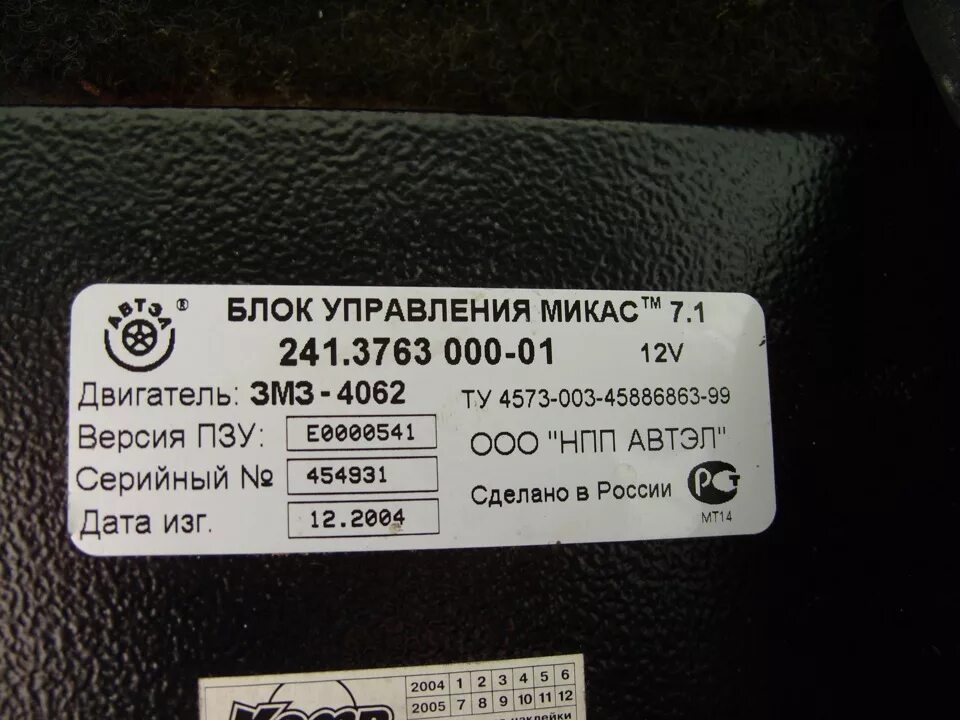 АВТЭЛ ®
БЛОК УПРАВЛЕНИЯ МИКАС™ 7.1
241.3763 000-01 12V
Двигатель: ЗМЗ-4062 ТУ 4573-003-45886863-99
Версия ПЗУ: E0000541 ООО "НПП АВТЭЛ"
Серийный № 454931 Сделано в России РСТ
Дата изг. 12.2004 МТ14
2004 1 2 3 4 5 6
2005 7 8 9 10 11 12
наклейки